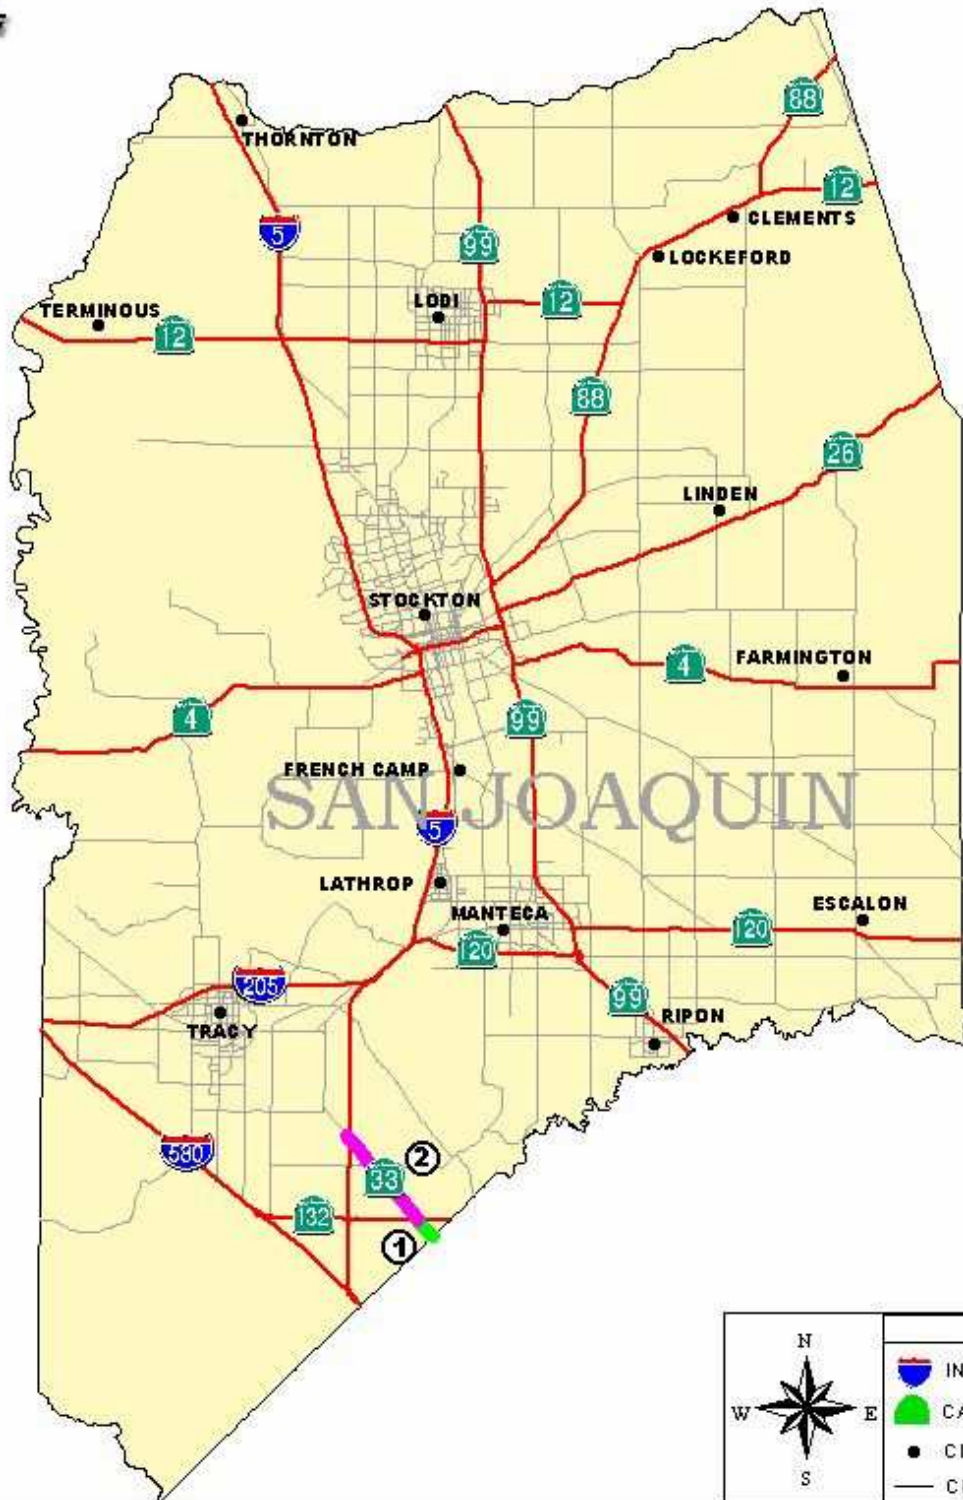 88
THORNTON
12
CLEMENTS
5
99
LOCKEFORD
LODI
12
TERMINOUS
12
88
26
LINDEN
STOCKTON
FARMINGTON
4
4
99
FRENCH CAMP
SAN JOAQUIN
5
LATHROP
MANTECA
ESCALON
120
120
205
99
RIPON
TRACY
580
2
33
132
1
N
W
E
S
IN
CA